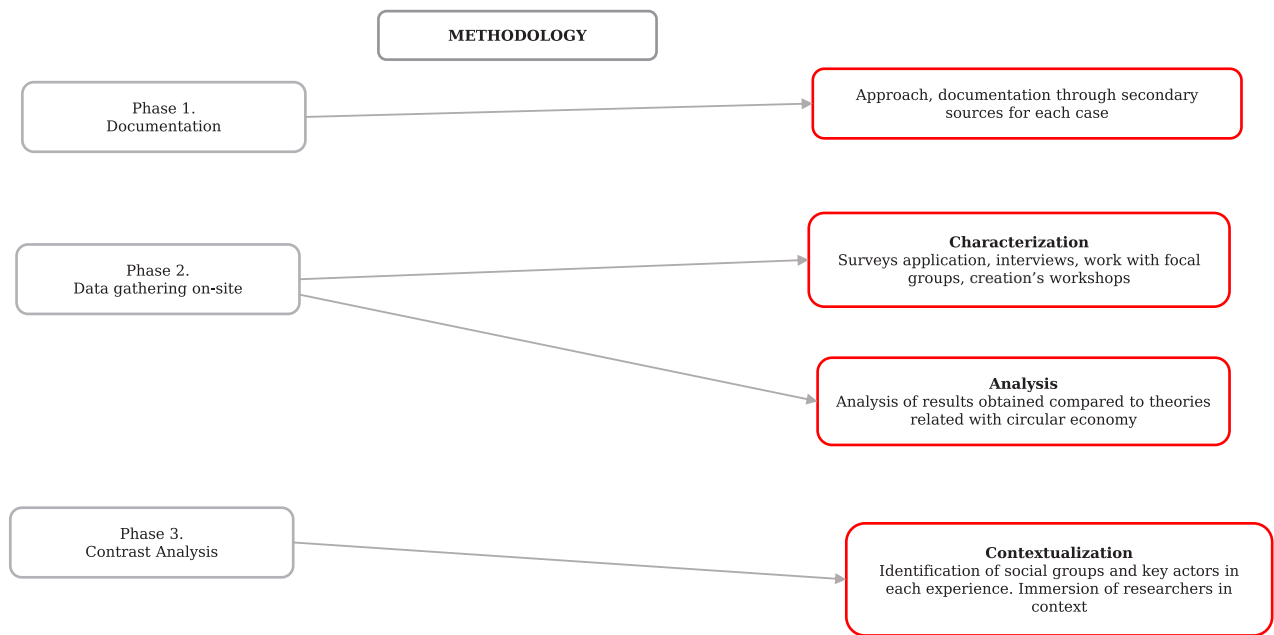 METHODOLOGY
Phase 1.
Documentation
Approach, documentation through secondary
sources for each case
Phase 2.
Data gathering on-site
Characterization
Surveys application, interviews, work with focal
groups, creation’s workshops
Analysis
Analysis of results obtained compared to theories
related with circular economy
Phase 3.
Contrast Analysis
Contextualization
Identification of social groups and key actors in
each experience. Immersion of researchers in
context